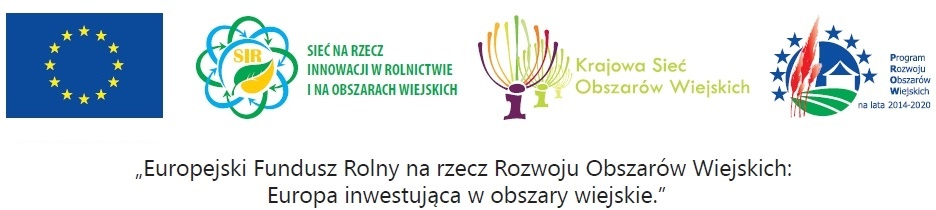 SIR
SIEĆ NA RZECZ
INNOWACJI W ROLNICTWIE
I NA OBSZARACH WIEJSKICH
Krajowa Sieć
Obszarów Wiejskich
Program
Rozwoju
Obszarów
Wiejskich
na lata 2014-2020
„Europejski Fundusz Rolny na rzecz Rozwoju Obszarów Wiejskich:
Europa inwestująca w obszary wiejskie.”